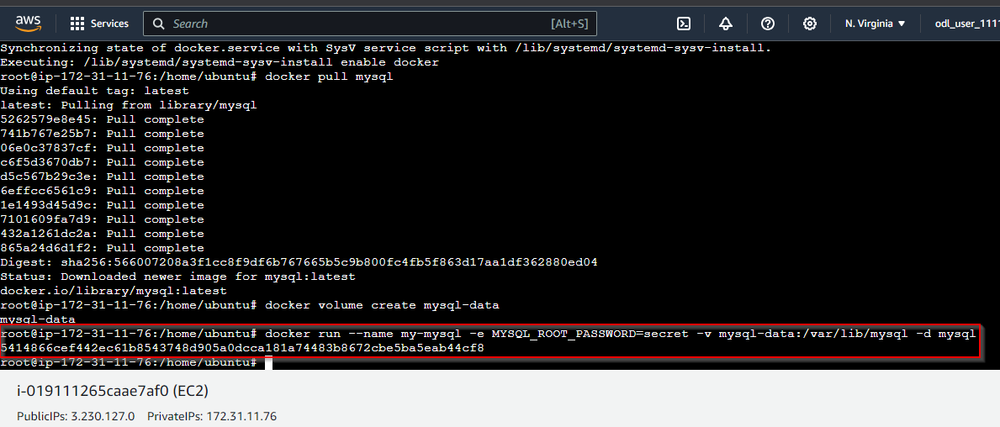 aws
Services
Search
[Alt+S]
N. Virginia
odl_user_111
Synchronizing state of docker.service with SysV service script with /lib/systemd/systemd-sysv-install.
Executing: /lib/systemd/systemd-sysv-install enable docker
root@ip-172-31-11-76:/home/ubuntu# docker pull mysql
Using default tag: latest
latest: Pulling from library/mysql
5262579e8e45: Pull complete
741b767e25b7: Pull complete
06e0c37837cf: Pull complete
c6f5d3670db7: Pull complete
d5c567b29c3e: Pull complete
6effcc6561c9: Pull complete
1e1493d45d9c: Pull complete
7101609fa7d9: Pull complete
432a1261dc2a: Pull complete
865a24d6d1f2: Pull complete
Digest: sha256:566007208a3f1cc8f9df6b767665b5c9b800fc4fb5f863d17aa1df362880ed04
Status: Downloaded newer image for mysql:latest
docker.io/library/mysql:latest
root@ip-172-31-11-76:/home/ubuntu# docker volume create mysql-data
mysql-data
root@ip-172-31-11-76:/home/ubuntu# docker run --name my-mysql -e MYSQL_ROOT_PASSWORD=secret -v mysql-data:/var/lib/mysql -d mysql
5414866cef442ec61b8543748d905a0dcca181a74483b8672cbe5ba5eab44cf8
root@ip-172-31-11-76:/home/ubuntu#
i-019111265caae7af0 (EC2)
PublicIPs: 3.230.127.0 PrivateIPs: 172.31.11.76